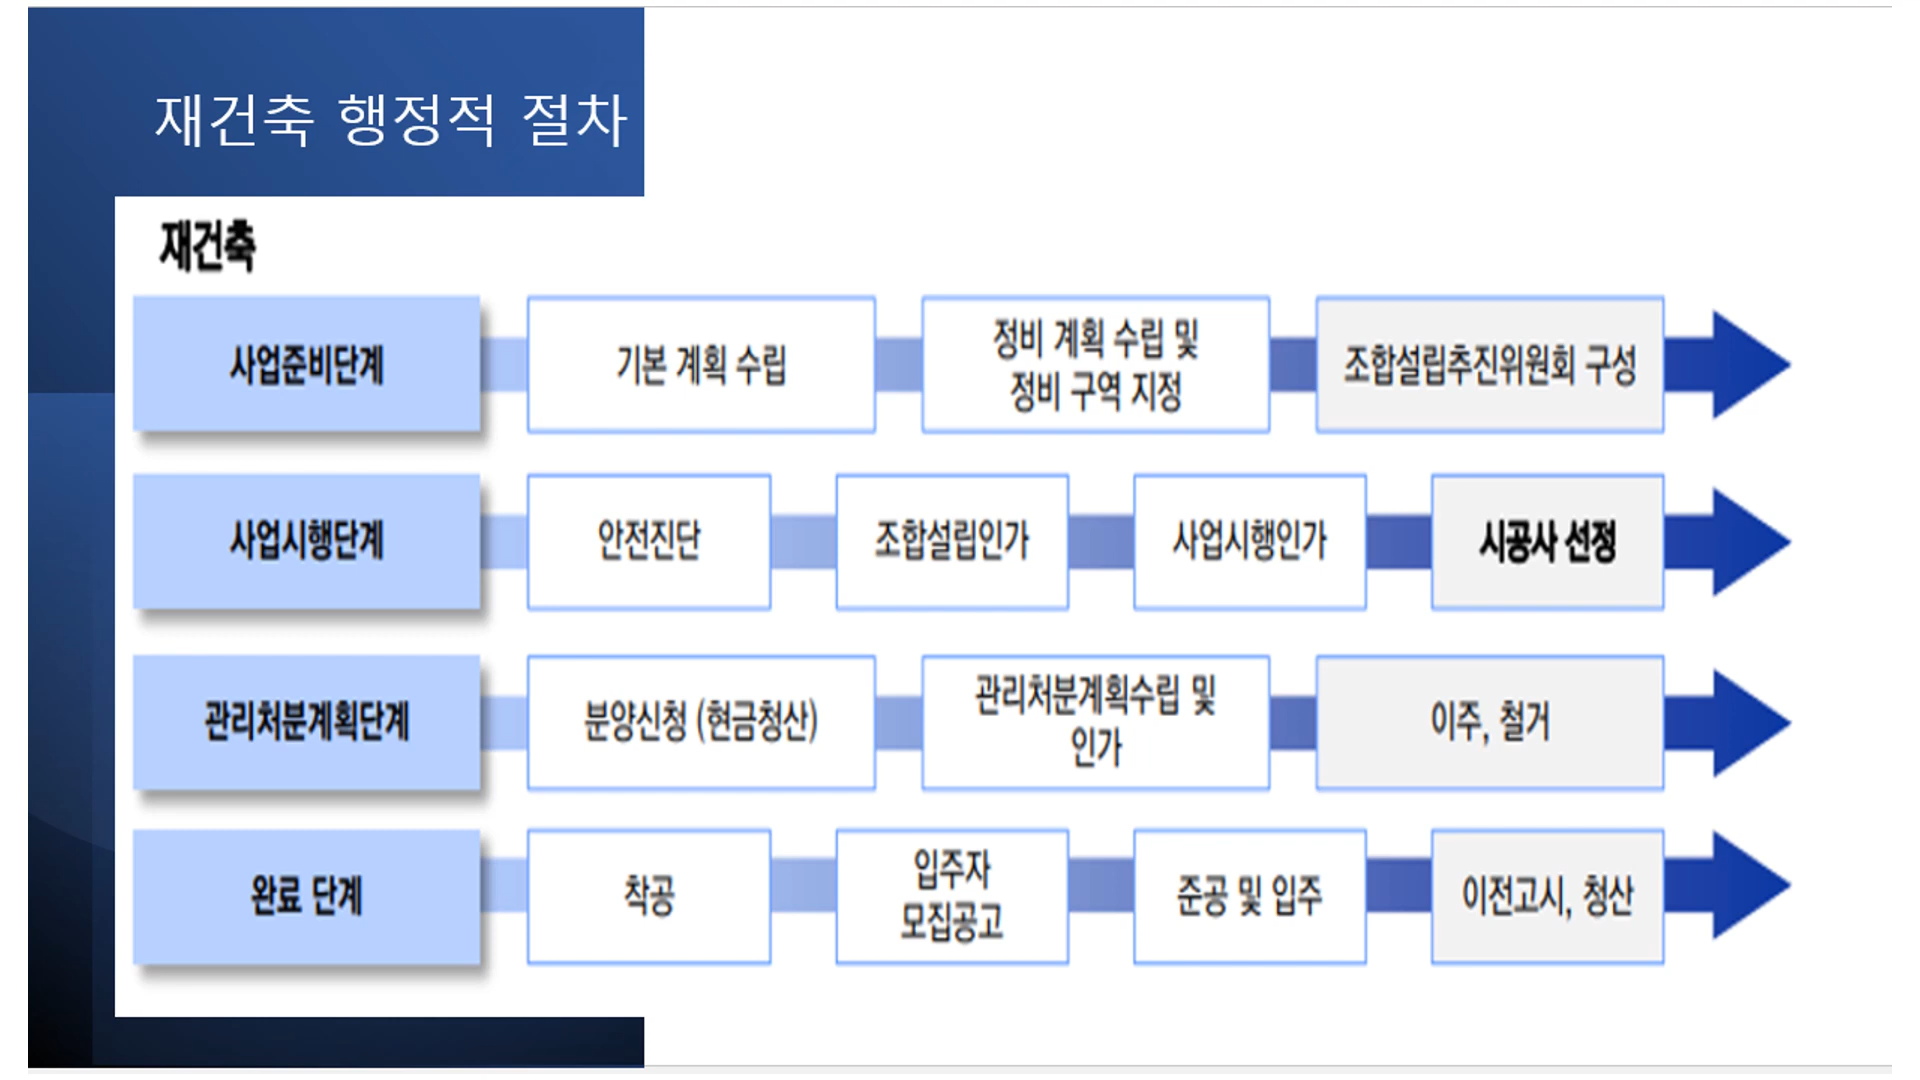 재건축 행정적 절차
재건축
사업준비단계
기본 계획 수립
정비 계획 수립 및
정비 구역 지정
조합설립추진위원회 구성
사업시행단계
안전진단
조합설립인가
사업시행인가
시공사 선정
관리처분계획단계
분양신청 (현금청산)
관리처분계획수립 및
인가
이주, 철거
완료 단계
착공
입주자
모집공고
준공 및 입주
이전고시, 청산